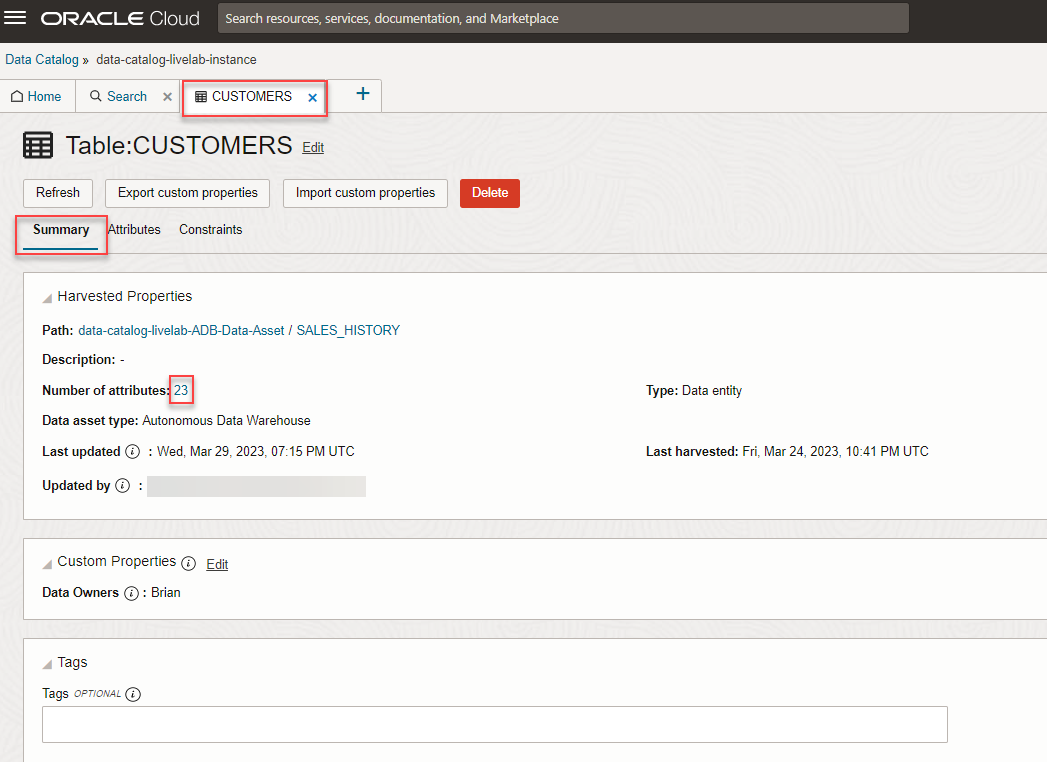 ORACLE Cloud Search resources, services, documentation, and Marketplace
Data Catalog » data-catalog-livelab-instance
Home Search × CUSTOMERS × +
Table:CUSTOMERS Edit
Refresh Export custom properties Import custom properties Delete
Summary Attributes Constraints
Harvested Properties
Path: data-catalog-livelab-ADB-Data-Asset / SALES_HISTORY
Description: -
Number of attributes: 23 Type: Data entity
Data asset type: Autonomous Data Warehouse
Last updated i : Wed, Mar 29, 2023, 07:15 PM UTC Last harvested: Fri, Mar 24, 2023, 10:41 PM UTC
Updated by i :
Custom Properties i Edit
Data Owners i : Brian
Tags
Tags OPTIONAL i